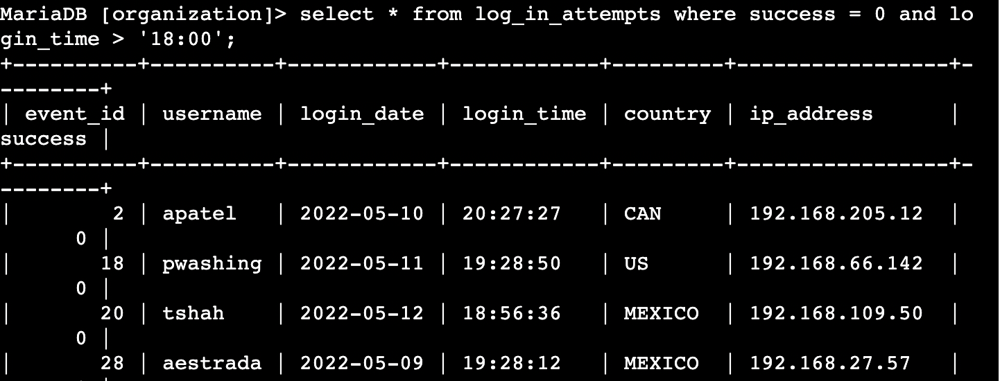 MariaDB [organization]> select * from log_in_attempts where success = 0 and lo
gin_time > '18:00';
+----------+----------+------------+------------+---------+-----------------+-
--------+
| event_id | username | login_date | login_time | country | ip_address      |
success |
+----------+----------+------------+------------+---------+-----------------+-
--------+
|        2 | apatel   | 2022-05-10 | 20:27:27   | CAN     | 192.168.205.12  |
      0 |
|       18 | pwashing | 2022-05-11 | 19:28:50   | US      | 192.168.66.142  |
      0 |
|       20 | tshah    | 2022-05-12 | 18:56:36   | MEXICO  | 192.168.109.50  |
      0 |
|       28 | aestrada | 2022-05-09 | 19:28:12   | MEXICO  | 192.168.27.57   |